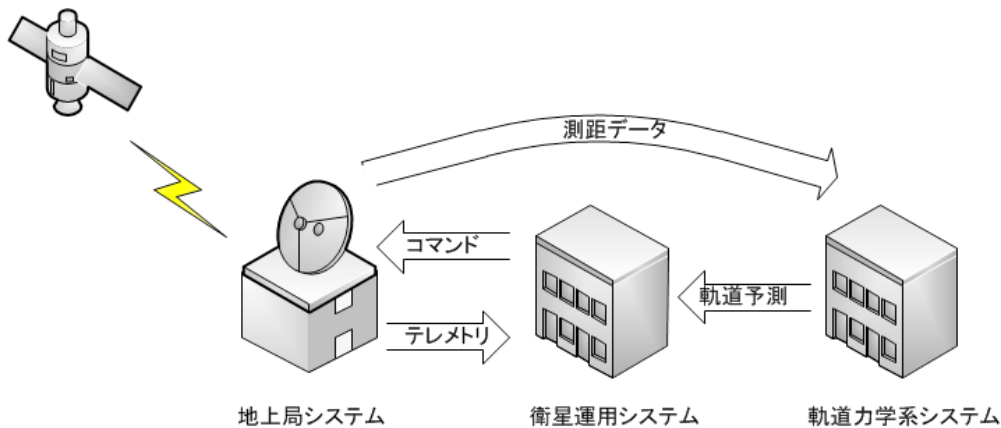 測距データ
コマンド
軌道予測
テレメトリ
地上局システム
衛星運用システム
軌道力学系システム